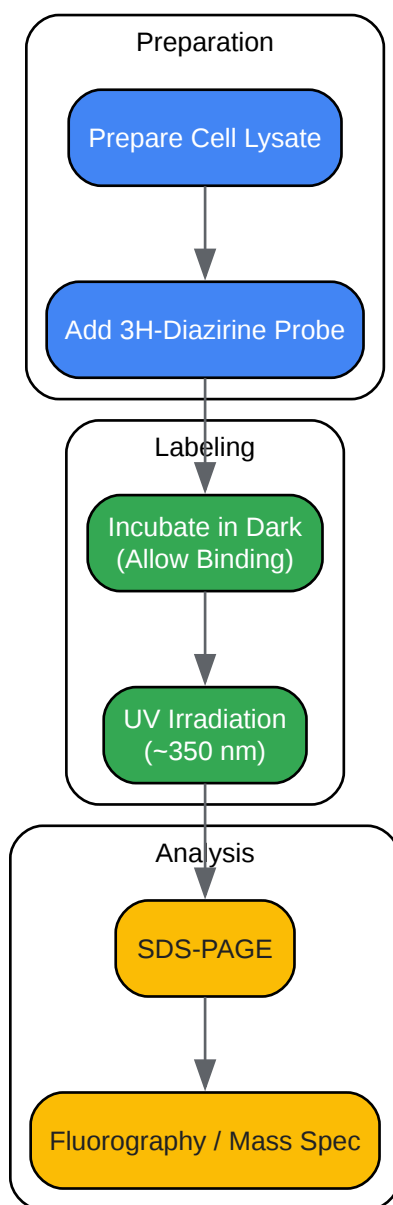 Preparation
Prepare Cell Lysate
Add 3H-Diazirine Probe
Labeling
Incubate in Dark
(Allow Binding)
UV Irradiation
(~350 nm)
Analysis
SDS-PAGE
Fluorography / Mass Spec